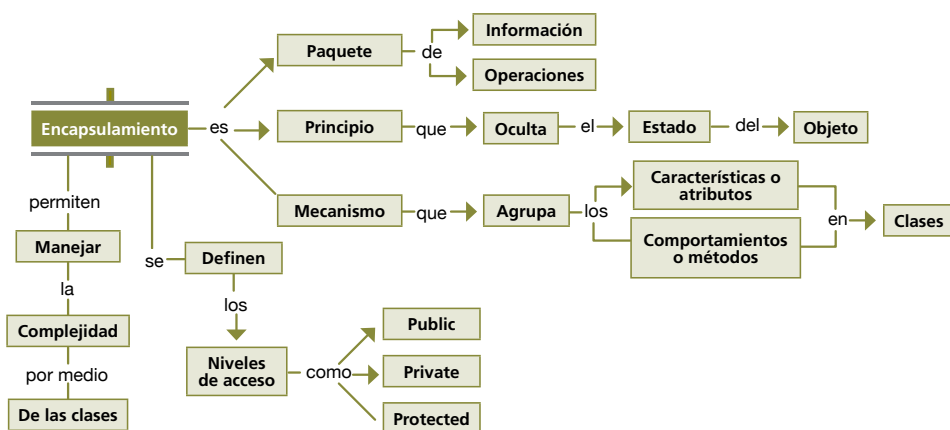 Información
Paquete
de
Operaciones
Encapsulamiento
es
Principio
que
Oculta
el
Estado
del
Objeto
Mecanismo
que
Agrupa
los
Características o
atributos
Comportamientos
o métodos
en
Clases
permiten
Manejar
la
Complejidad
por medio
De las clases
se
Definen
los
Niveles
de acceso
como
Public
Private
Protected